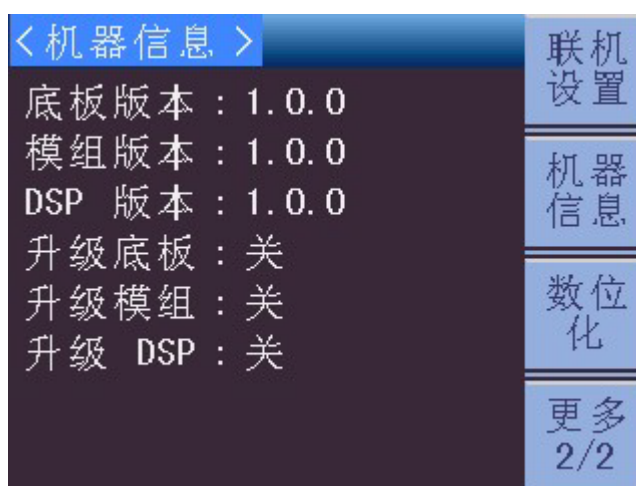 <机器信息 >
底板版本：1.0.0
模组版本：1.0.0
DSP 版本：1.0.0
升级底板：关
升级模组：关
升级 DSP：关
联机
设置
机器
信息
数位
化
更多
2/2